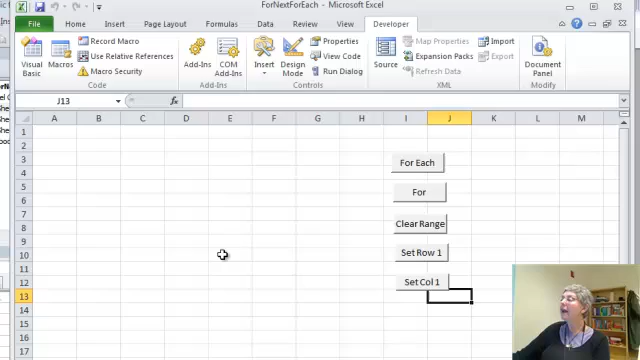 ForNextForEach - Microsoft Excel
File Home Insert Page Layout Formulas Data Review View Developer
Visual Basic
Macros
Record Macro
Use Relative References
Macro Security
Code
Add-Ins
COM Add-Ins
Add-Ins
Insert
Design Mode
Properties
View Code
Run Dialog
Controls
Source
Map Properties
Expansion Packs
Refresh Data
Import
XML
Document Panel
Modify
J13
fx
A B C D E F G H I J K L M
1
2
3
4
5
6
7
8
9
10
11
12
13
14
15
16
17
For Each
For
Clear Range
Set Row 1
Set Col 1